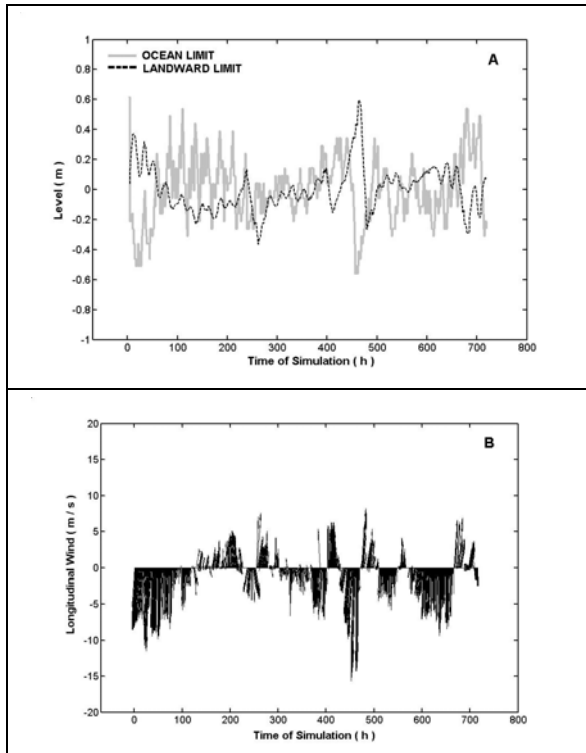 OCEAN LIMIT
LANDWARD LIMIT
A
1
0.8
0.6
0.4
0.2
0
-0.2
-0.4
-0.6
-0.8
-1
Level ( m )
0 100 200 300 400 500 600 700 800
Time of Simulation ( h )
B
20
15
10
5
0
-5
-10
-15
-20
Longitudinal Wind ( m / s )
0 100 200 300 400 500 600 700 800
Time of Simulation ( h )